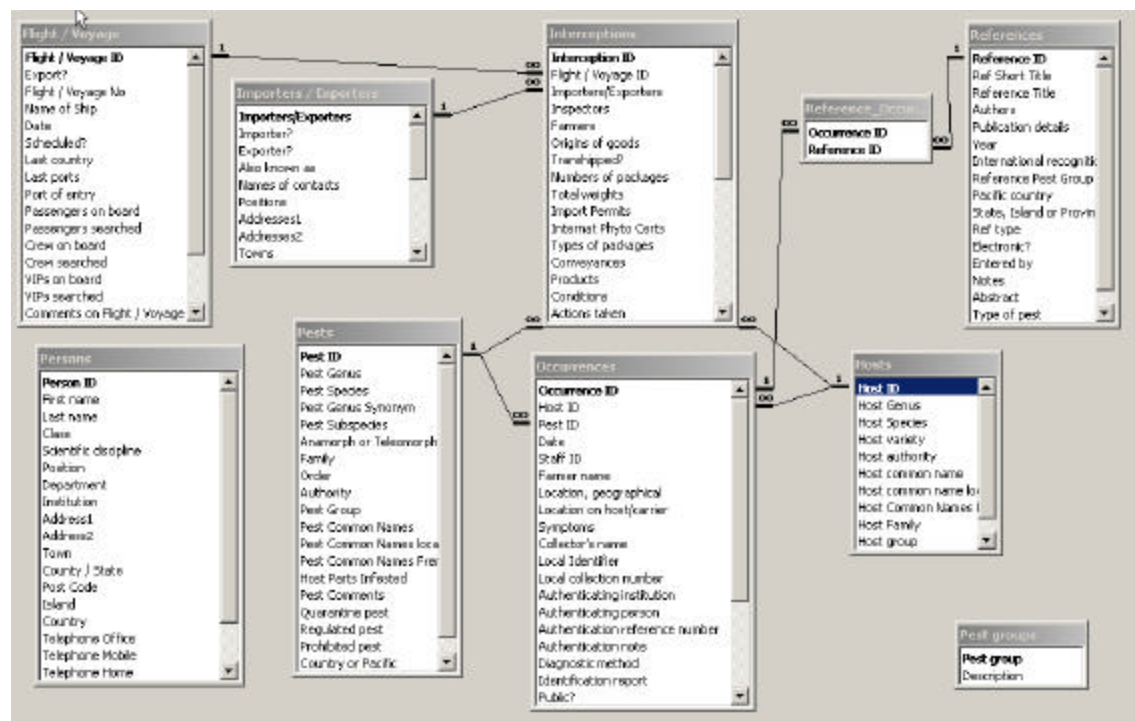 Flight / Voyage
Flight / Voyage ID
Export?
Flight / Voyage No
Name of Ship
Date
Scheduled?
Last country
Last ports
Port of entry
Passengers on board
Passengers searched
Crew on board
Crew searched
VIPs on board
VIPs searched
Comments on Flight / Voyage
1
Importers / Exporters
Importers/Exporters
Importer?
Exporter?
Also known as
Names of contacts
Positions
Addresses1
Addresses2
Towns
1
Interceptions
Interception ID
Flight / Voyage ID
Importers/Exporters
Inspectors
Farmers
Origins of goods
Transhipped?
Numbers of packages
Total weights
Import Permits
Internat Phyto Certs
Types of packages
Conveyances
Products
Conditions
Actions taken
∞
∞
∞
∞
Reference_Occu...
Occurrence ID
Reference ID
∞
∞
References
Reference ID
Ref Short Title
Reference Title
Authors
Publication details
Year
International recogniti
Reference Pest Group
Pacific country
State, Island or Provin
Ref type
Electronic?
Entered by
Notes
Abstract
Type of pest
1
Persons
Person ID
First name
Last name
Class
Scientific discipline
Position
Department
Institution
Address1
Address2
Town
County / State
Post Code
Island
Country
Telephone Office
Telephone Mobile
Telephone Home
Pests
Pest ID
Pest Genus
Pest Species
Pest Genus Synonym
Pest Subspecies
Anamorph or Teleomorph
Family
Order
Authority
Pest Group
Pest Common Names
Pest Common Names loca
Pest Common Names Fren
Host Parts Infested
Pest Comments
Quarantine pest
Regulated pest
Prohibited pest
Country or Pacific
1
Occurrences
Occurrence ID
Host ID
Pest ID
Date
Staff ID
Farmer name
Location, geographical
Location on host/carrier
Symptoms
Collector's name
Local Identifier
Local collection number
Authenticating institution
Authenticating person
Authentication reference number
Authentication note
Diagnostic method
Identification report
Public?
∞
1
∞
Hosts
Host ID
Host Genus
Host Species
Host variety
Host authority
Host common name
Host common name loc
Host Common Names
Host Family
Host group
1
Pest groups
Pest group
Description